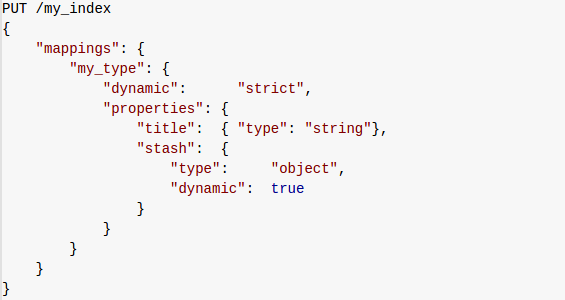 PUT /my_index
{
    "mappings": {
        "my_type": {
            "dynamic":      "strict",
            "properties": {
                "title":  { "type": "string"},
                "stash":  {
                    "type":     "object",
                    "dynamic":  true
                }
            }
        }
    }
}